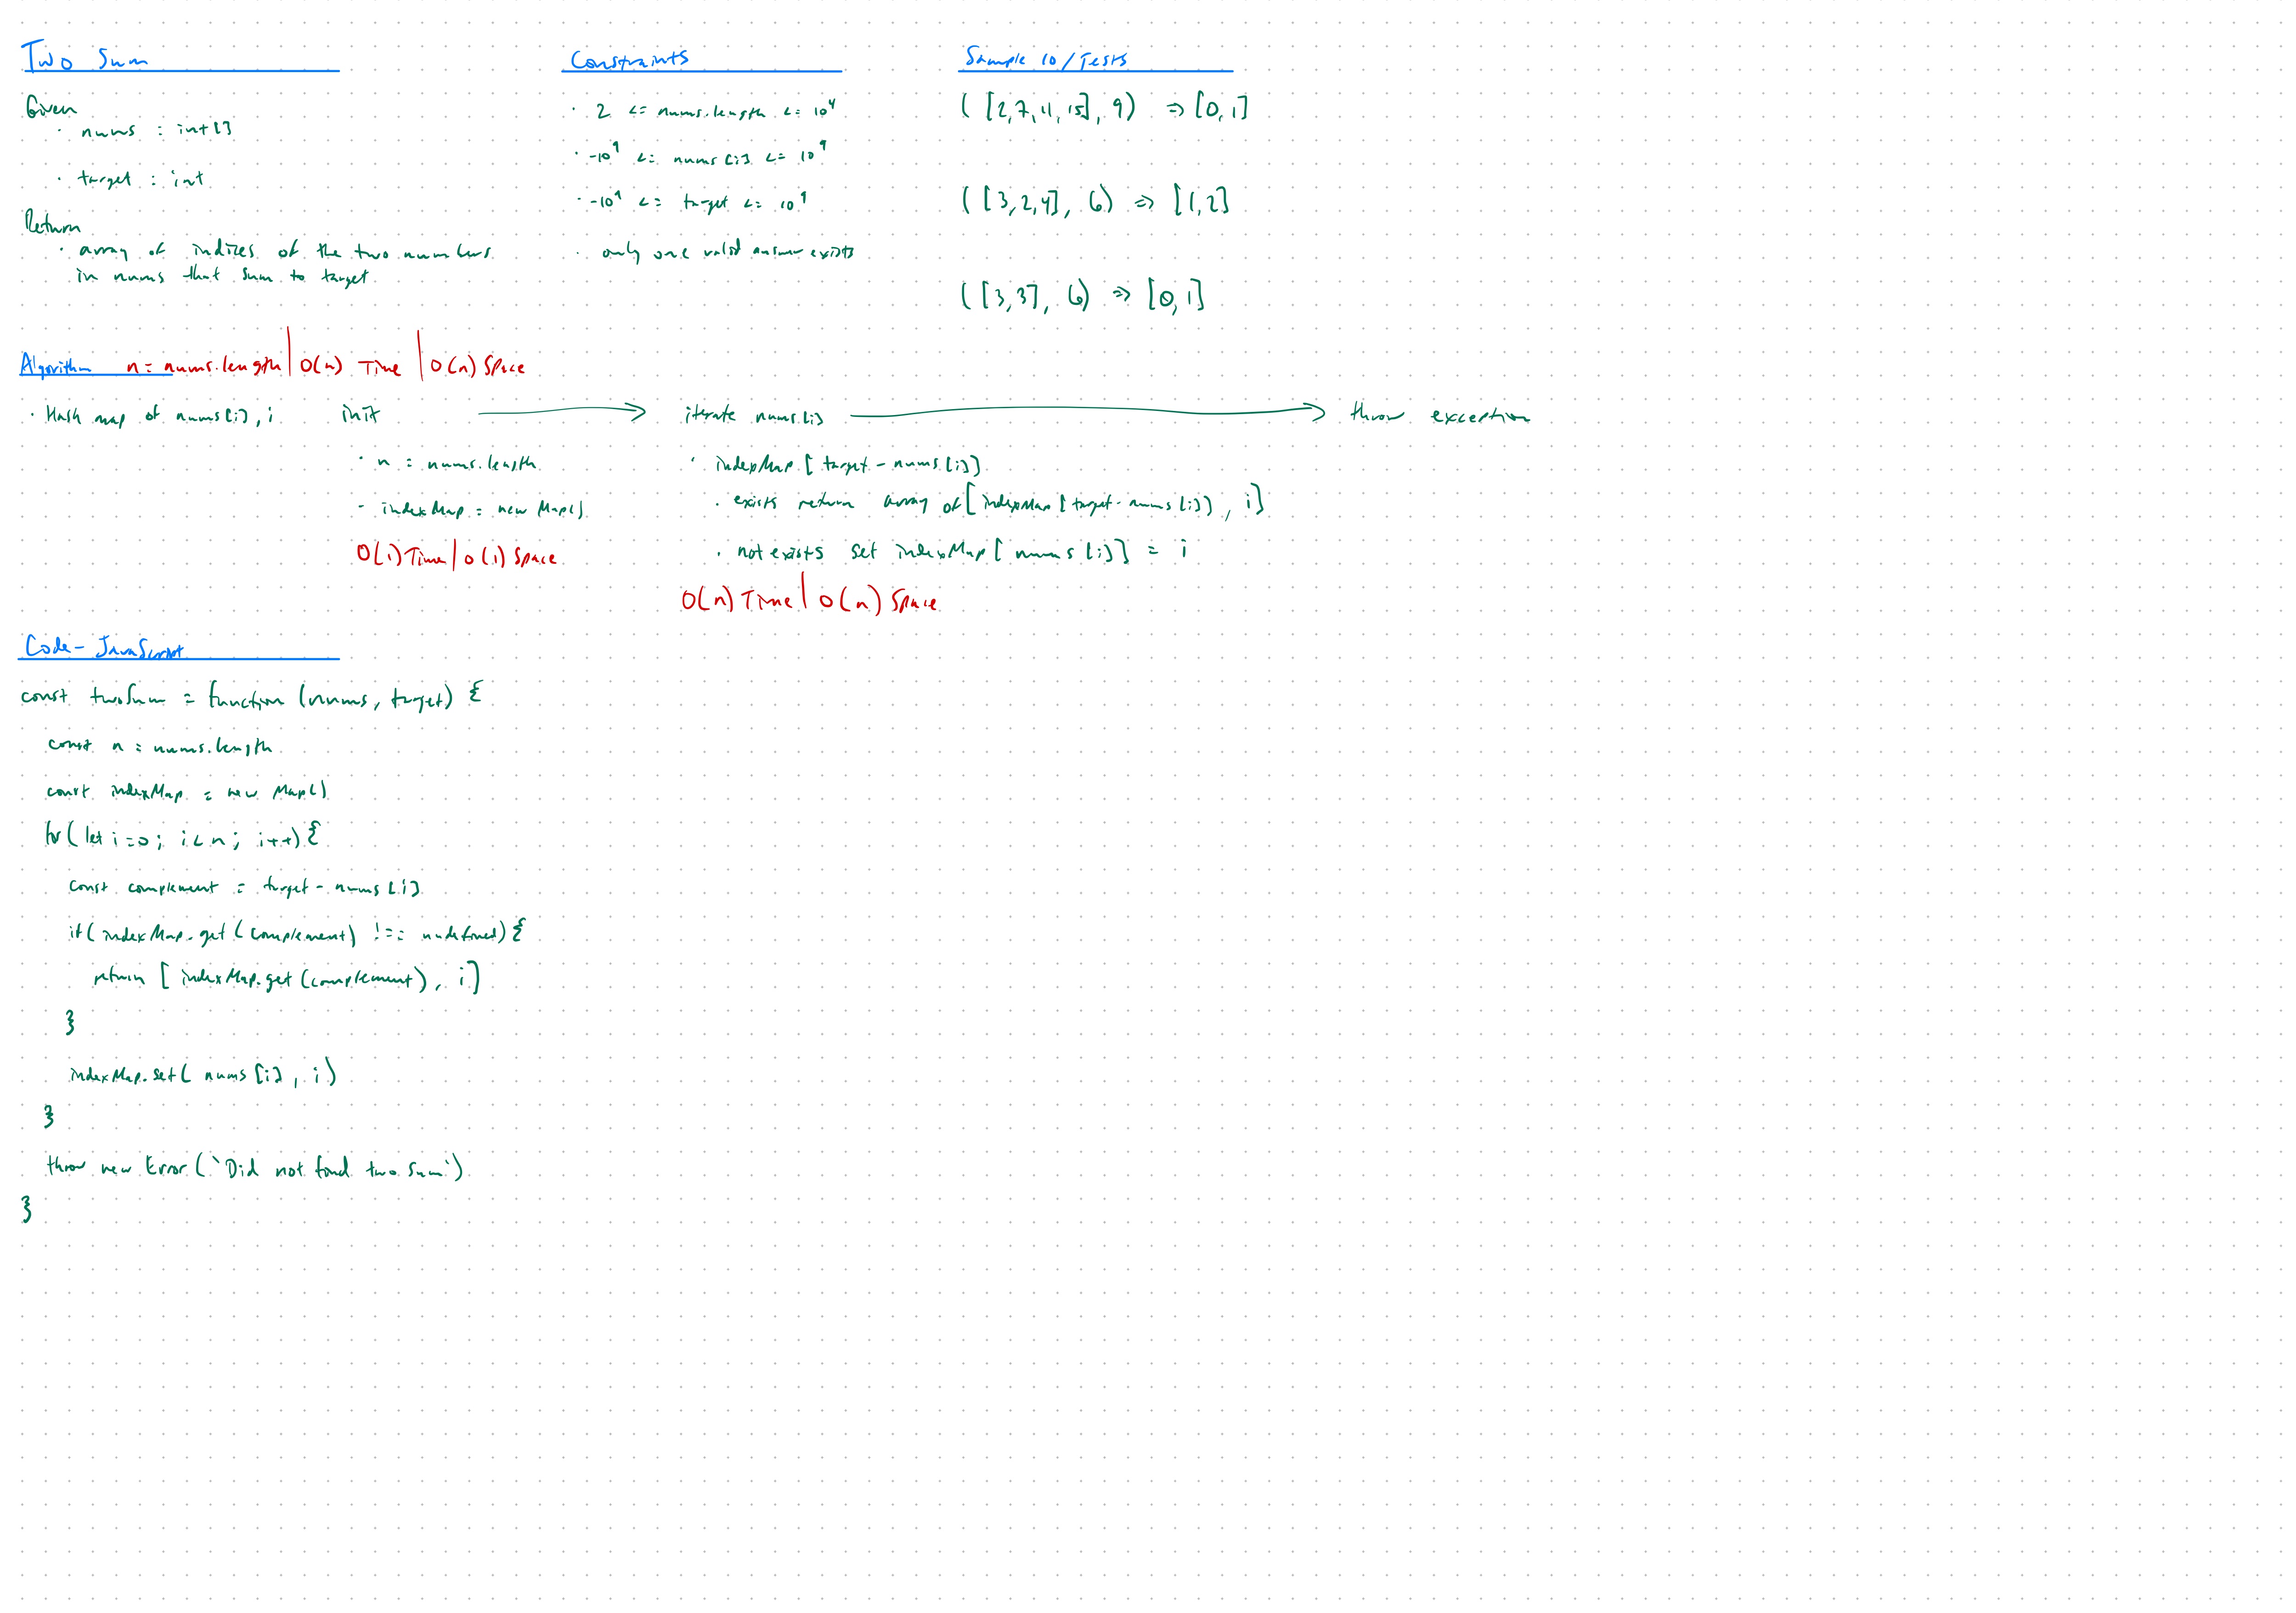 Two Sum
Given
· nums : int[]
· target : int
Return
· array of indices of the two numbers
in nums that sum to target
Constraints
· 2 <= nums.length <= 10^4
· -10^9 <= nums[i] <= 10^9
· -10^9 <= target <= 10^9
· only one valid answer exists
Sample IO/Tests
([2,7,11,15], 9) => [0,1]
([3,2,4], 6) => [1,2]
([3,3], 6) => [0,1]
Algorithm n = nums.length | O(n) Time | O(n) Space
· Hash map of nums[i], i
init
· n = nums.length
- indexMap = new Map()
O(1) Time | O(1) Space
iterate nums[i]
· indexMap[target - nums[i]]
· exists return array of [indexMap[target - nums[i]], i]
· not exists set indexMap[nums[i]] = i
O(n) Time | O(n) Space
throw exception
Code - JavaScript
const twoSum = function (nums, target) {
const n = nums.length
const indexMap = new Map()
for (let i = 0; i < n; i++) {
const complement = target - nums[i]
if (indexMap.get(complement) !== undefined) {
return [indexMap.get(complement), i]
}
indexMap.set(nums[i], i)
}
throw new Error(`Did not found two sum`)
}